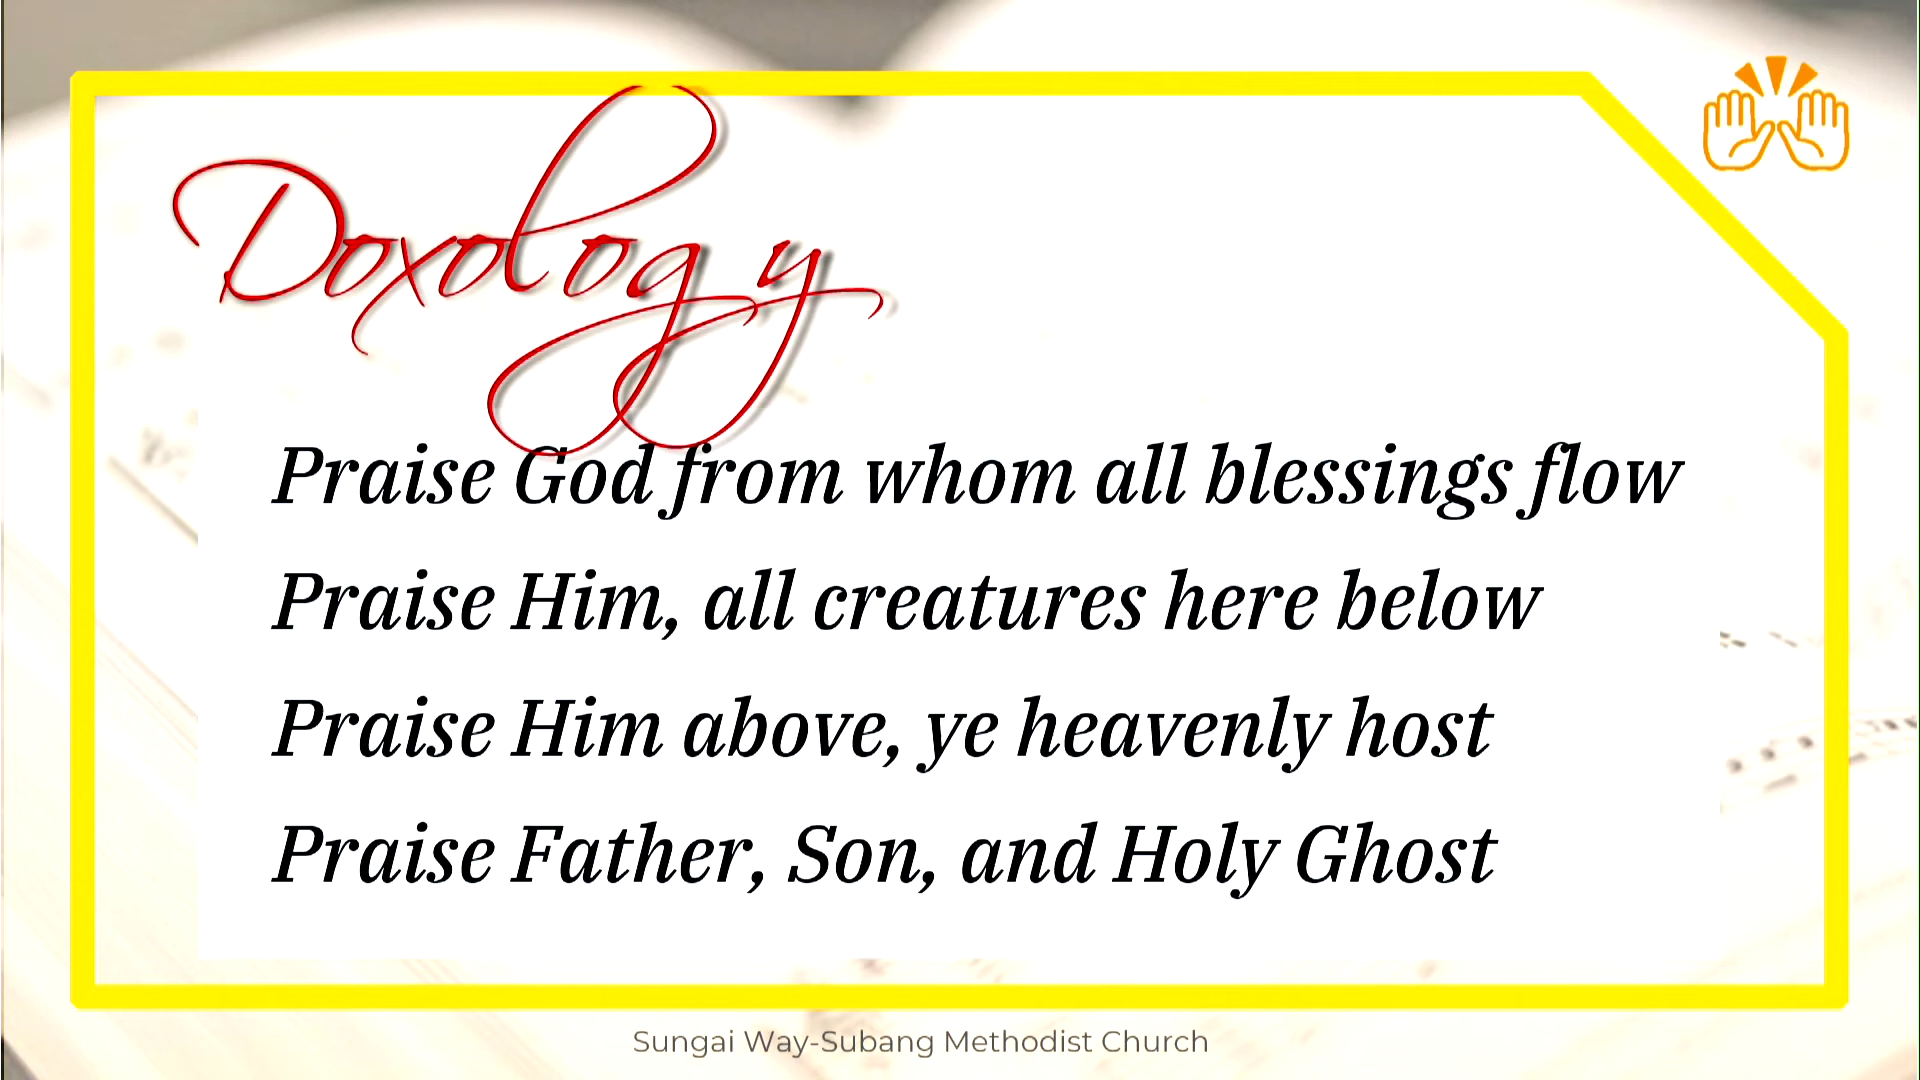 Doxology
Praise God from whom all blessings flow
Praise Him, all creatures here below
Praise Him above, ye heavenly host
Praise Father, Son, and Holy Ghost
Sungai Way-Subang Methodist Church